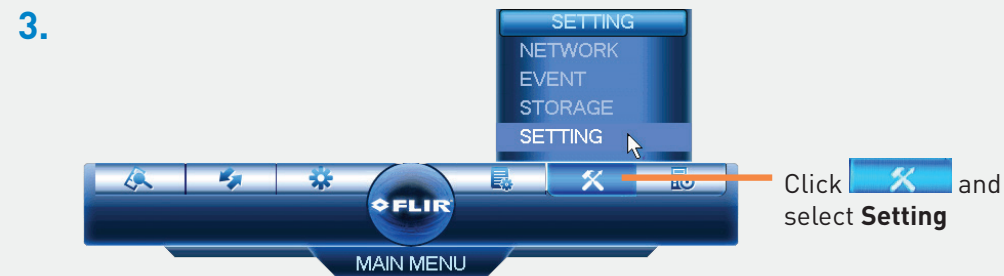 3.
SETTING
NETWORK
EVENT
STORAGE
SETTING
FLIR
MAIN MENU
Click and
select Setting